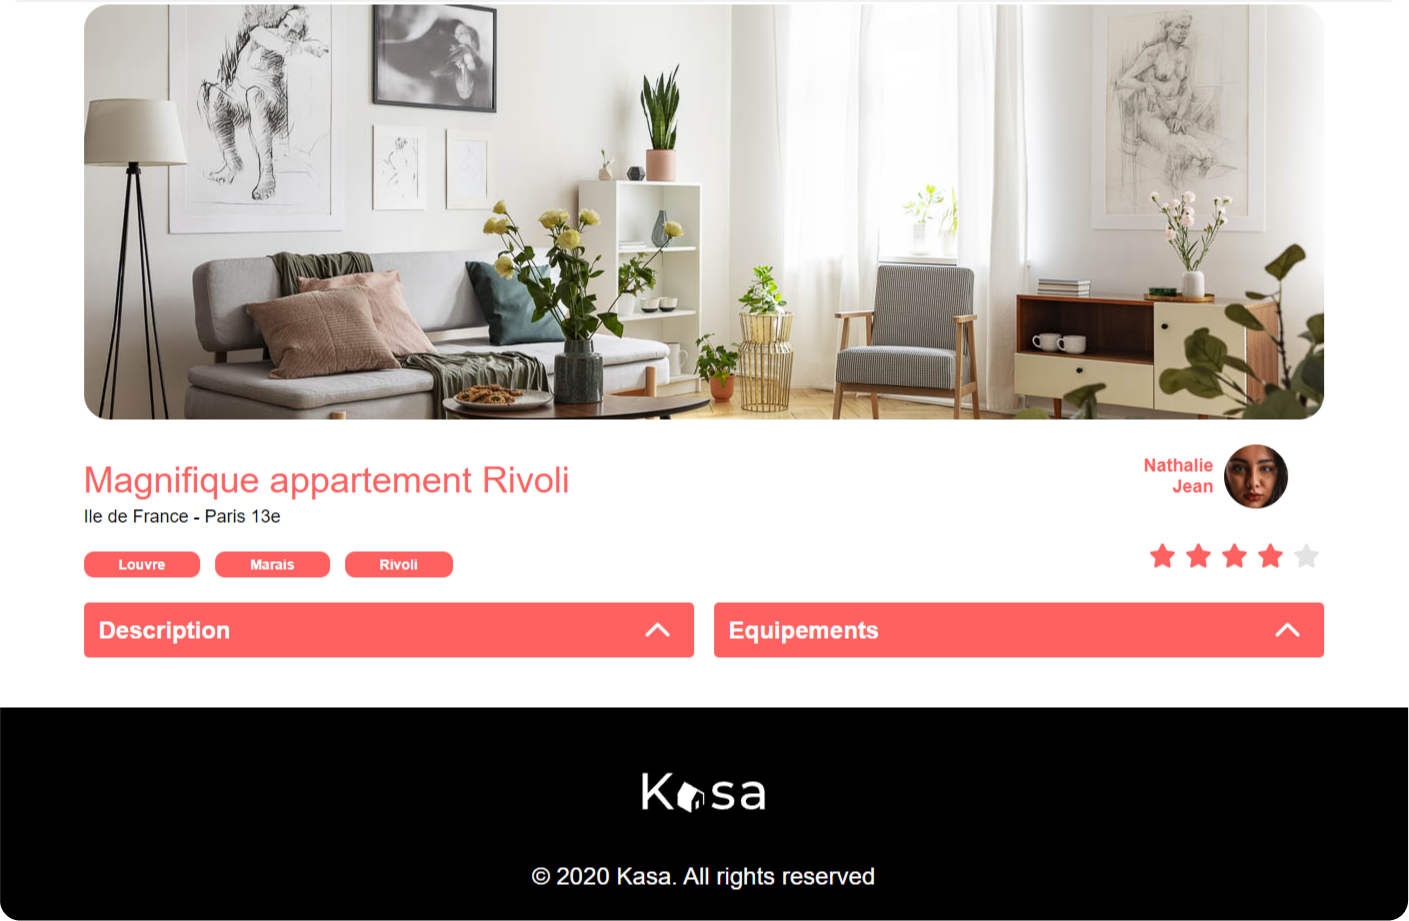 Magnifique appartement Rivoli
Ile de France - Paris 13e
Nathalie
Jean
Louvre
Marais
Rivoli
Description
Equipements
Kasa
© 2020 Kasa. All rights reserved